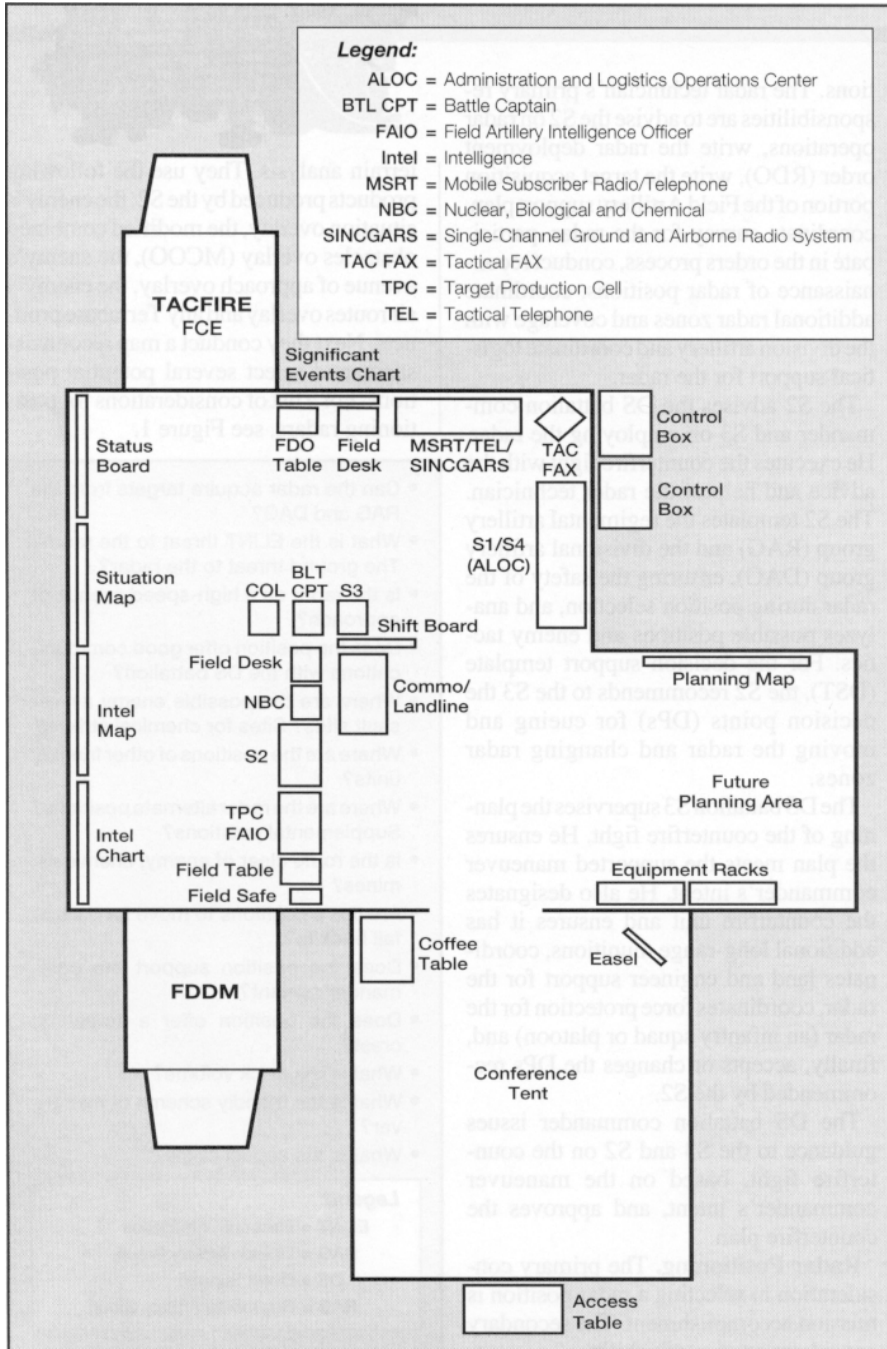 Legend:
ALOC = Administration and Logistics Operations Center
BTL CPT = Battle Captain
FAIO = Field Artillery Intelligence Officer
Intel = Intelligence
MSRT = Mobile Subscriber Radio/Telephone
NBC = Nuclear, Biological and Chemical
SINCGARS = Single-Channel Ground and Airborne Radio System
TAC FAX = Tactical FAX
TPC = Target Production Cell
TEL = Tactical Telephone
TACFIRE
FCE
Significant
Events Chart
Status
Board
FDO
Table
Field
Desk
MSRT/TEL/
SINCGARS
TAC
FAX
Control
Box
Control
Box
S1/S4
(ALOC)
Situation
Map
COL
BLT
CPT
S3
Shift Board
Field Desk
Planning Map
Intel
Map
NBC
Commo/
Landline
S2
Future
Planning Area
Intel
Chart
TPC
FAIO
Field Table
Field Safe
Equipment Racks
Coffee
Table
Easel
FDDM
Conference
Tent
Access
Table